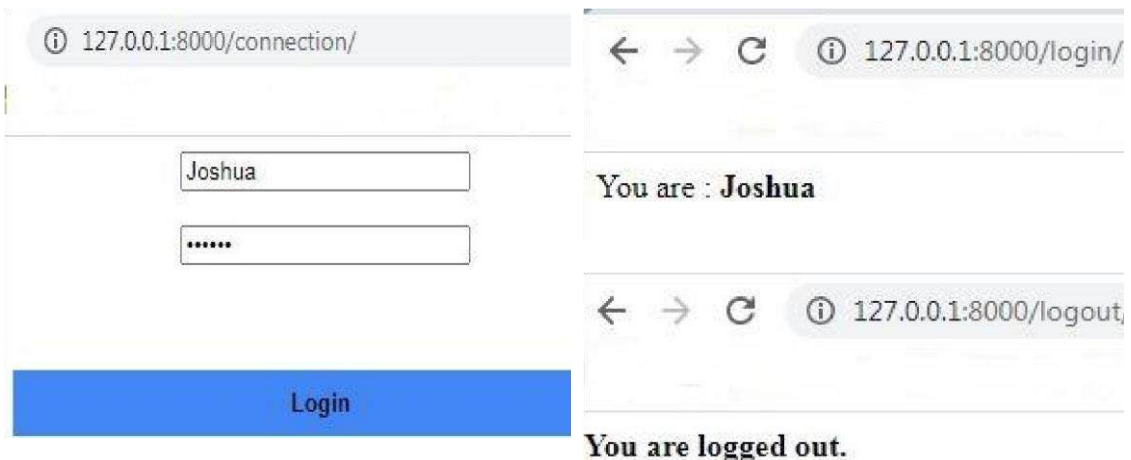 127.0.0.1:8000/connection/
Joshua
••••••
Login
127.0.0.1:8000/login/
You are : Joshua
127.0.0.1:8000/logout/
You are logged out.